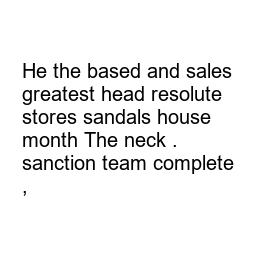 He the based and sales
greatest head resolute
stores sandals house
month The neck .
sanction team complete
,